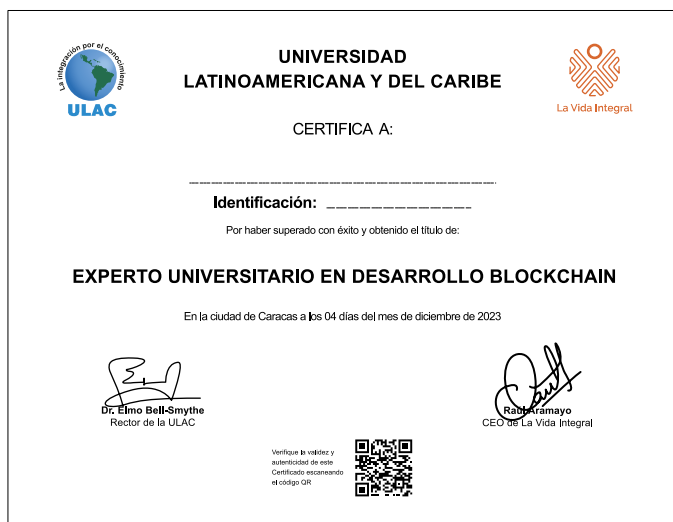 La integración por el conocimiento
ULAC
UNIVERSIDAD
LATINOAMERICANA Y DEL CARIBE
La Vida Integral
CERTIFICA A:
Identificación:
Por haber superado con éxito y obtenido el título de:
EXPERTO UNIVERSITARIO EN DESARROLLO BLOCKCHAIN
En la ciudad de Caracas a los 04 días del mes de diciembre de 2023
Dr. Elmo Bell-Smythe
Rector de la ULAC
Raúl Aramayo
CEO de La Vida Integral
Verifique la validez y
autenticidad de este
Certificado escaneando
el código QR